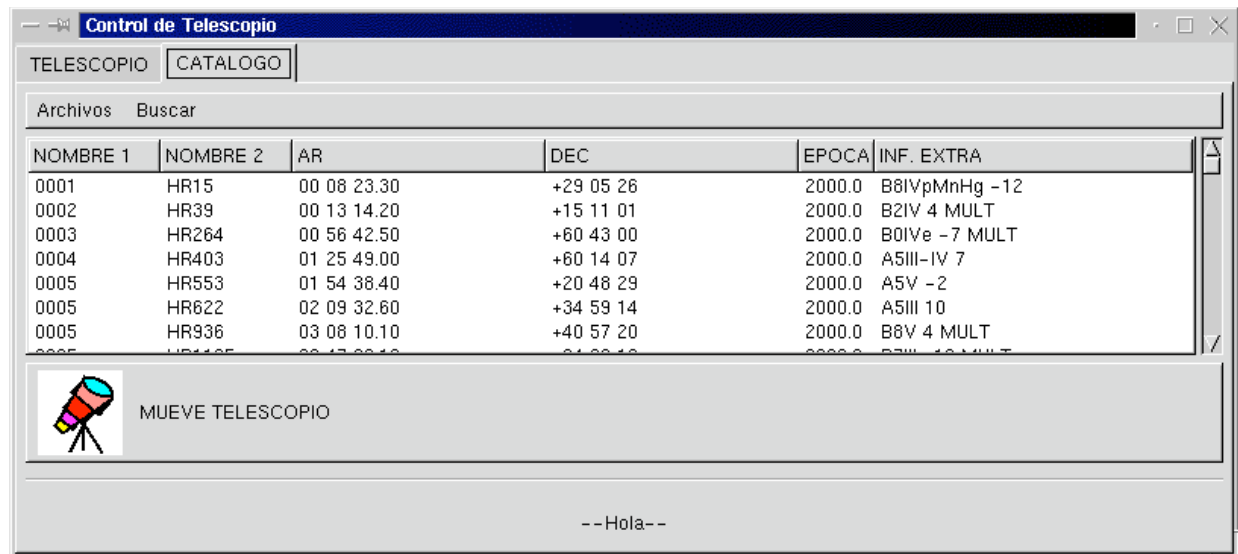 Control de Telescopio
TELESCOPIO CATALOGO
Archivos Buscar
NOMBRE 1 NOMBRE 2 AR DEC EPOCA INF. EXTRA
0001 HR15 00 08 23.30 +29 05 26 2000.0 B8IVpMnHg -12
0002 HR39 00 13 14.20 +15 11 01 2000.0 B2IV 4 MULT
0003 HR264 00 56 42.50 +60 43 00 2000.0 B0IVe -7 MULT
0004 HR403 01 25 49.00 +60 14 07 2000.0 A5III-IV 7
0005 HR553 01 54 38.40 +20 48 29 2000.0 A5V -2
0005 HR622 02 09 32.60 +34 59 14 2000.0 A5III 10
0005 HR936 03 08 10.10 +40 57 20 2000.0 B8V 4 MULT
MUEVE TELESCOPIO
--Hola--